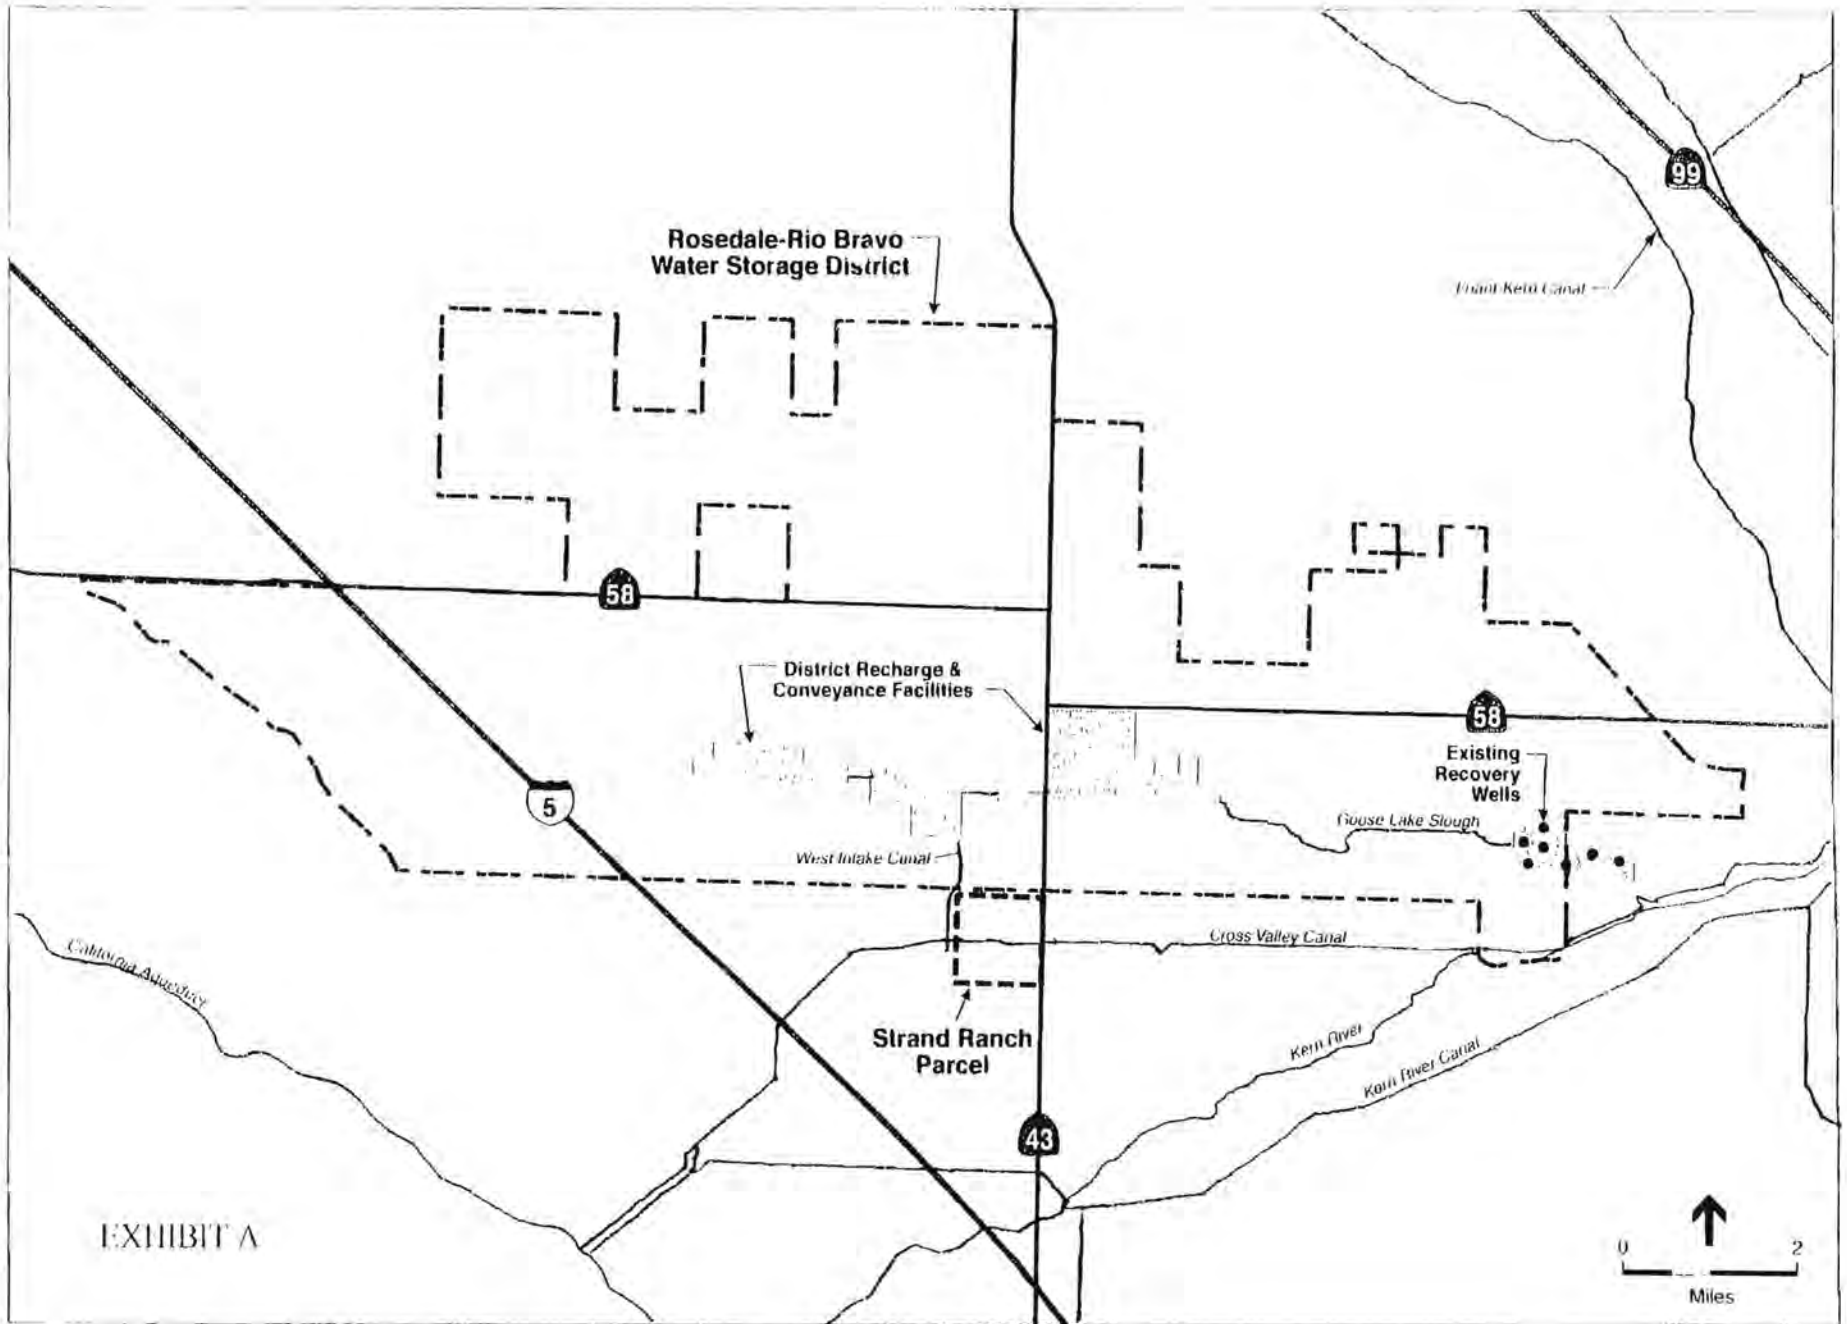 99
Rosedale-Rio Bravo
Water Storage District
Kern Canal
58
District Recharge &
Conveyance Facilities
58
Existing
Recovery
Wells
5
Goose Lake Slough
West Intake Canal
Cross Valley Canal
California Aqueduct
Strand Ranch
Parcel
Kern River
Kern River Canal
43
EXHIBIT A
0 2
Miles